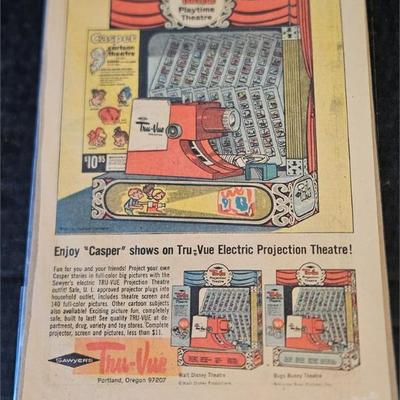 Playtime
Theatre
Casper
cartoon
theatre
Tru-Vue
$10.95
Enjoy "Casper" shows on Tru-Vue Electric Projection Theatre!
Fun for you and your friends! Project your own
Casper stories in full-color big pictures with the
Sawyer's electric TRU-VUE Projection Theatre
outfit! Safe, U. L. approved projector plugs into
household outlet, includes theatre screen and
140 full-color pictures. Other cartoon subjects
also available! Exciting picture fun, completely
safe, built to last! See quality TRU-VUE at de-
partment, drug, variety and toy stores. Complete
projector, screen and pictures, less than $11.
SAWYER'S Tru-Vue
Portland, Oregon 97207
Tru-Vue
Walt Disney Theatre
Tru-Vue
Bugs Bunny Theatre